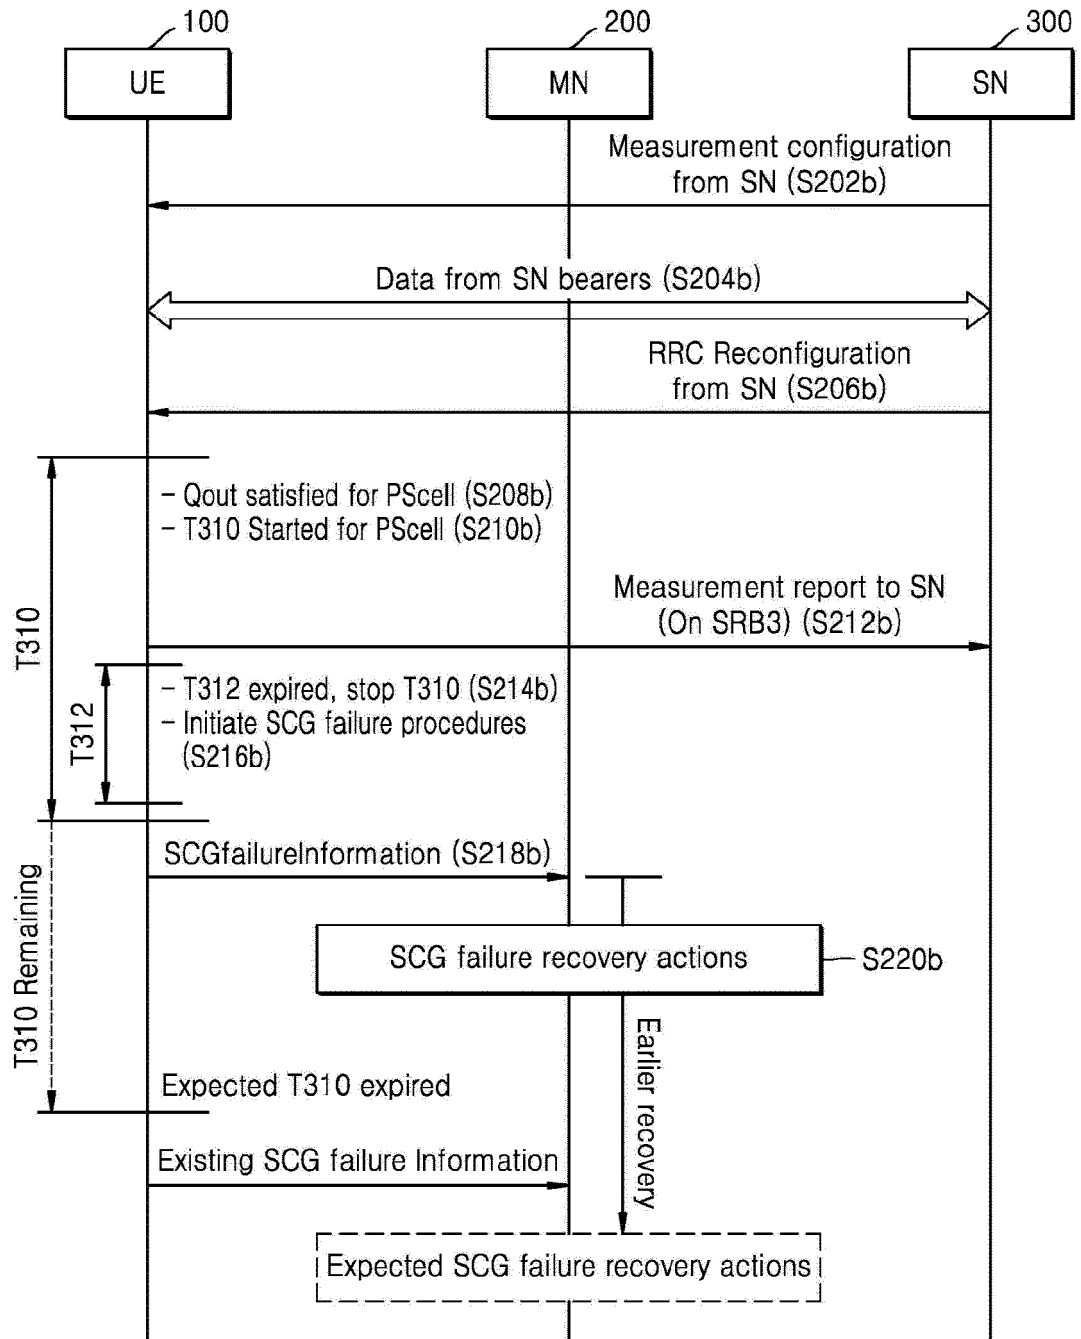 100
200
300
UE
MN
SN
Measurement configuration
from SN (S202b)
Data from SN bearers (S204b)
RRC Reconfiguration
from SN (S206b)
– Qout satisfied for PScell (S208b)
– T310 Started for PScell (S210b)
T310
Measurement report to SN
(On SRB3) (S212b)
T312
– T312 expired, stop T310 (S214b)
– Initiate SCG failure procedures
(S216b)
SCGfailureInformation (S218b)
T310 Remaining
SCG failure recovery actions
S220b
Earlier recovery
Expected T310 expired
Existing SCG failure Information
Expected SCG failure recovery actions